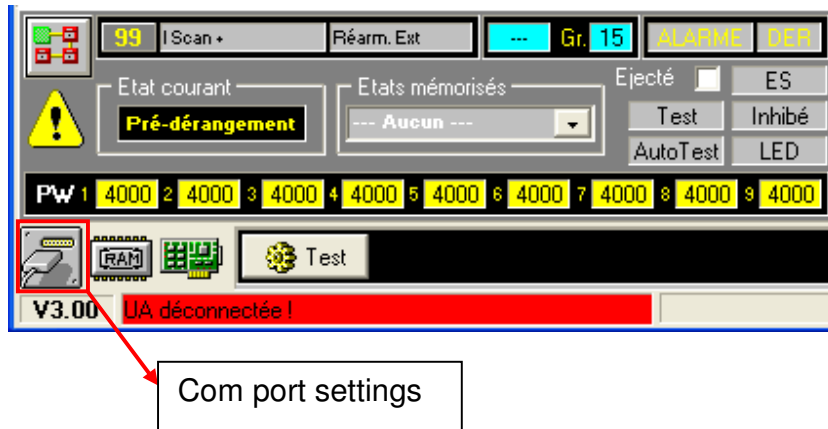 99 I Scan + Réarm. Ext --- Gr. 15 ALARME DER
Etat courant Etats mémorisés Ejecté ES
Pré-dérangement --- Aucun --- Test Inhibé
AutoTest LED
PW 1 4000 2 4000 3 4000 4 4000 5 4000 6 4000 7 4000 8 4000 9 4000
RAM Test
V3.00 UA déconnectée !
Com port settings